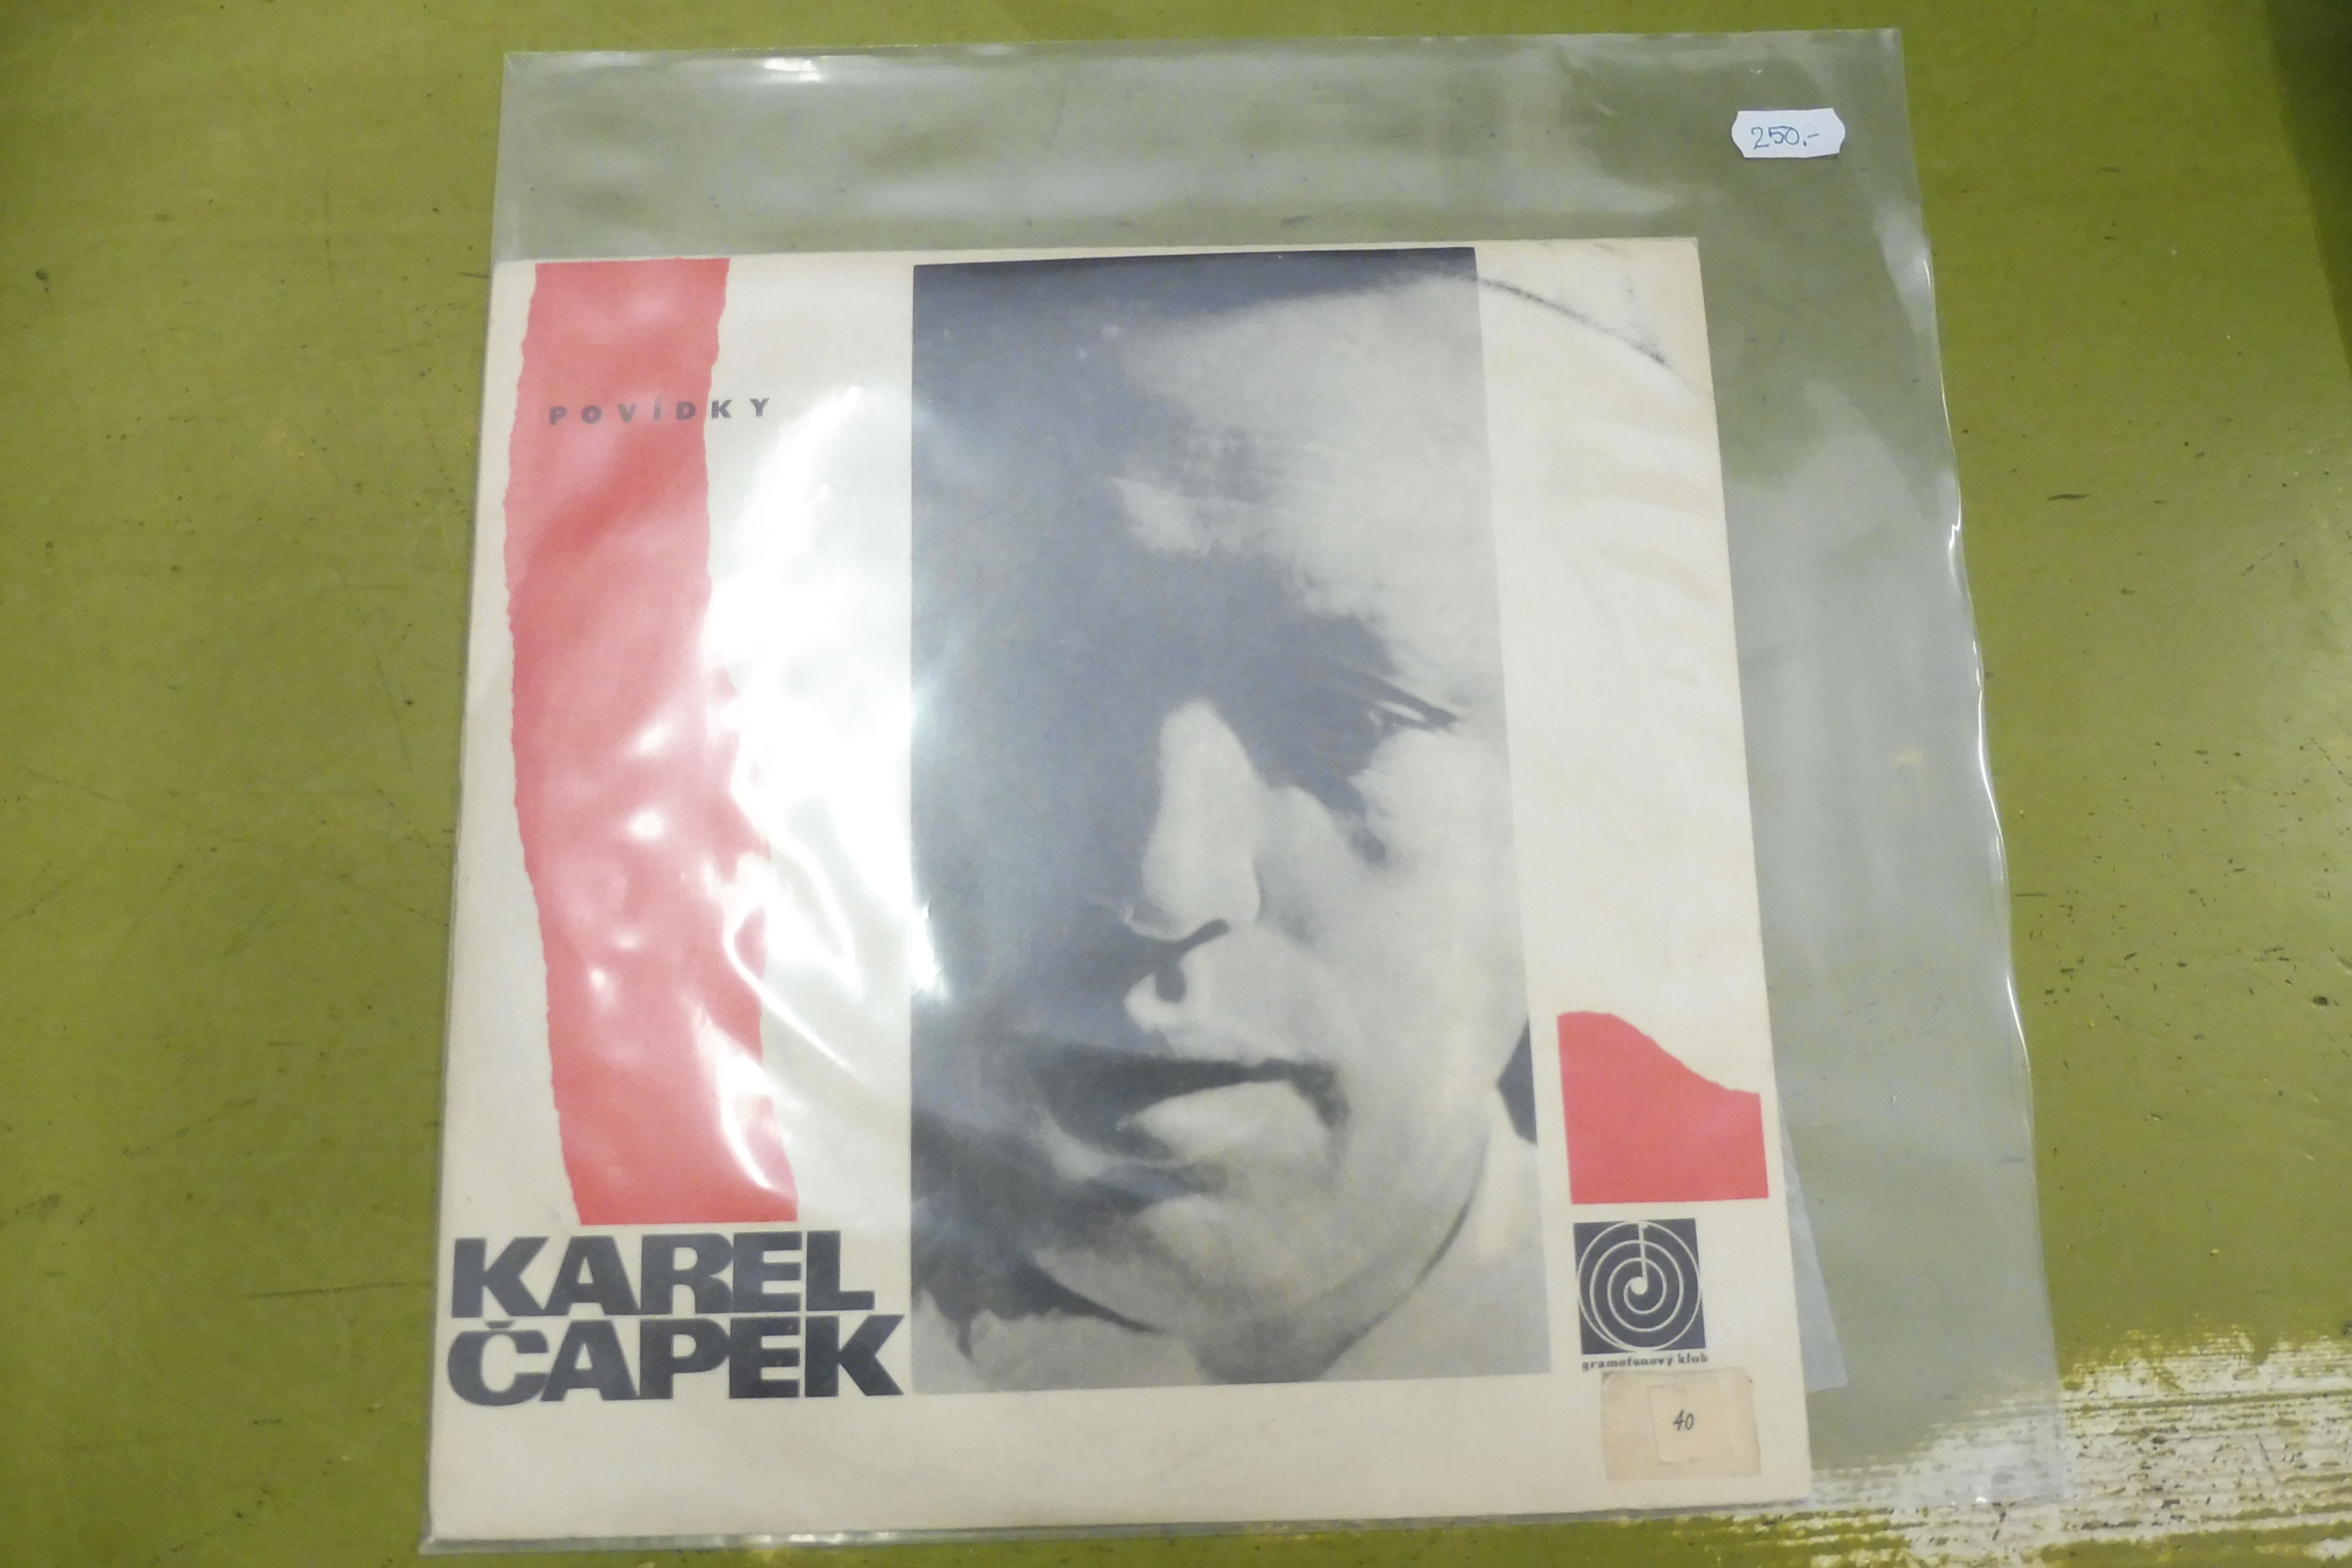 250,-
POVÍDKY
KAREL
ČAPEK
gramofonový klub
40